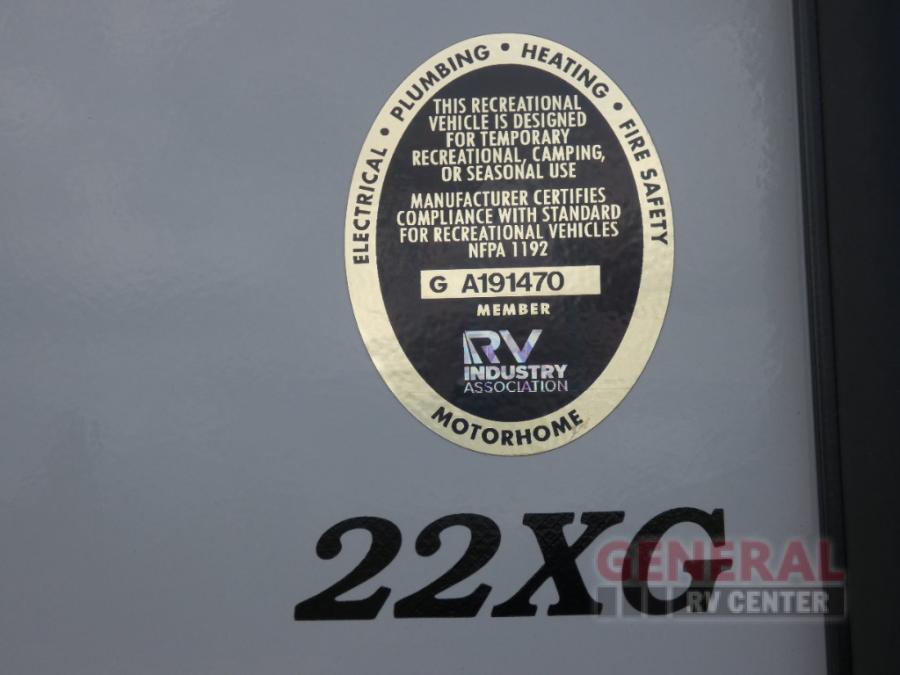 ELECTRICAL • PLUMBING • HEATING • FIRE SAFETY
THIS RECREATIONAL
VEHICLE IS DESIGNED
FOR TEMPORARY
RECREATIONAL, CAMPING,
OR SEASONAL USE
MANUFACTURER CERTIFIES
COMPLIANCE WITH STANDARD
FOR RECREATIONAL VEHICLES
NFPA 1192
G A191470
MEMBER
RV
INDUSTRY
ASSOCIATION
MOTORHOME
22XG
GENERAL
RV CENTER